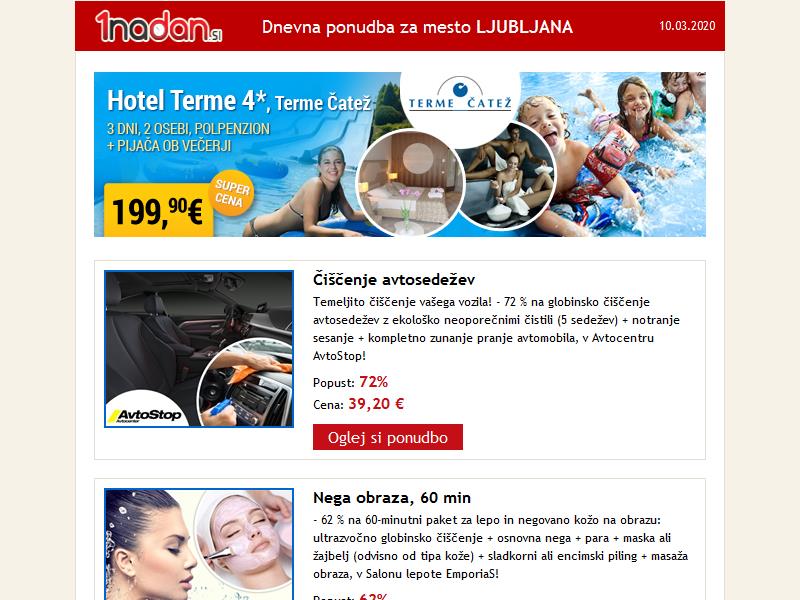 1nadan.si
Dnevna ponudba za mesto LJUBLJANA
10.03.2020
Hotel Terme 4*, Terme Čatež
3 DNI, 2 OSEBI, POLPENZION
+ PIJAČA OB VEČERJI
SUPER
CENA
199,90€
TERME ČATEŽ
Čiščenje avtosedežev
Temeljito čiščenje vašega vozila! - 72 % na globinsko čiščenje
avtosedežev z ekološko neoporečnimi čistili (5 sedežev) + notranje
sesanje + kompletno zunanje pranje avtomobila, v Avtocentru
AvtoStop!
Popust: 72%
Cena: 39,20 €
Oglej si ponudbo
AvtoStop
Avtocenter
Nega obraza, 60 min
- 62 % na 60-minutni paket za lepo in negovano kožo na obrazu:
ultrazvočno globinsko čiščenje + osnovna nega + para + maska ali
žajbelj (odvisno od tipa kože) + sladkorni ali encimski piling + masaža
obraza, v Salonu lepote EmporiaS!
Popust: 62%